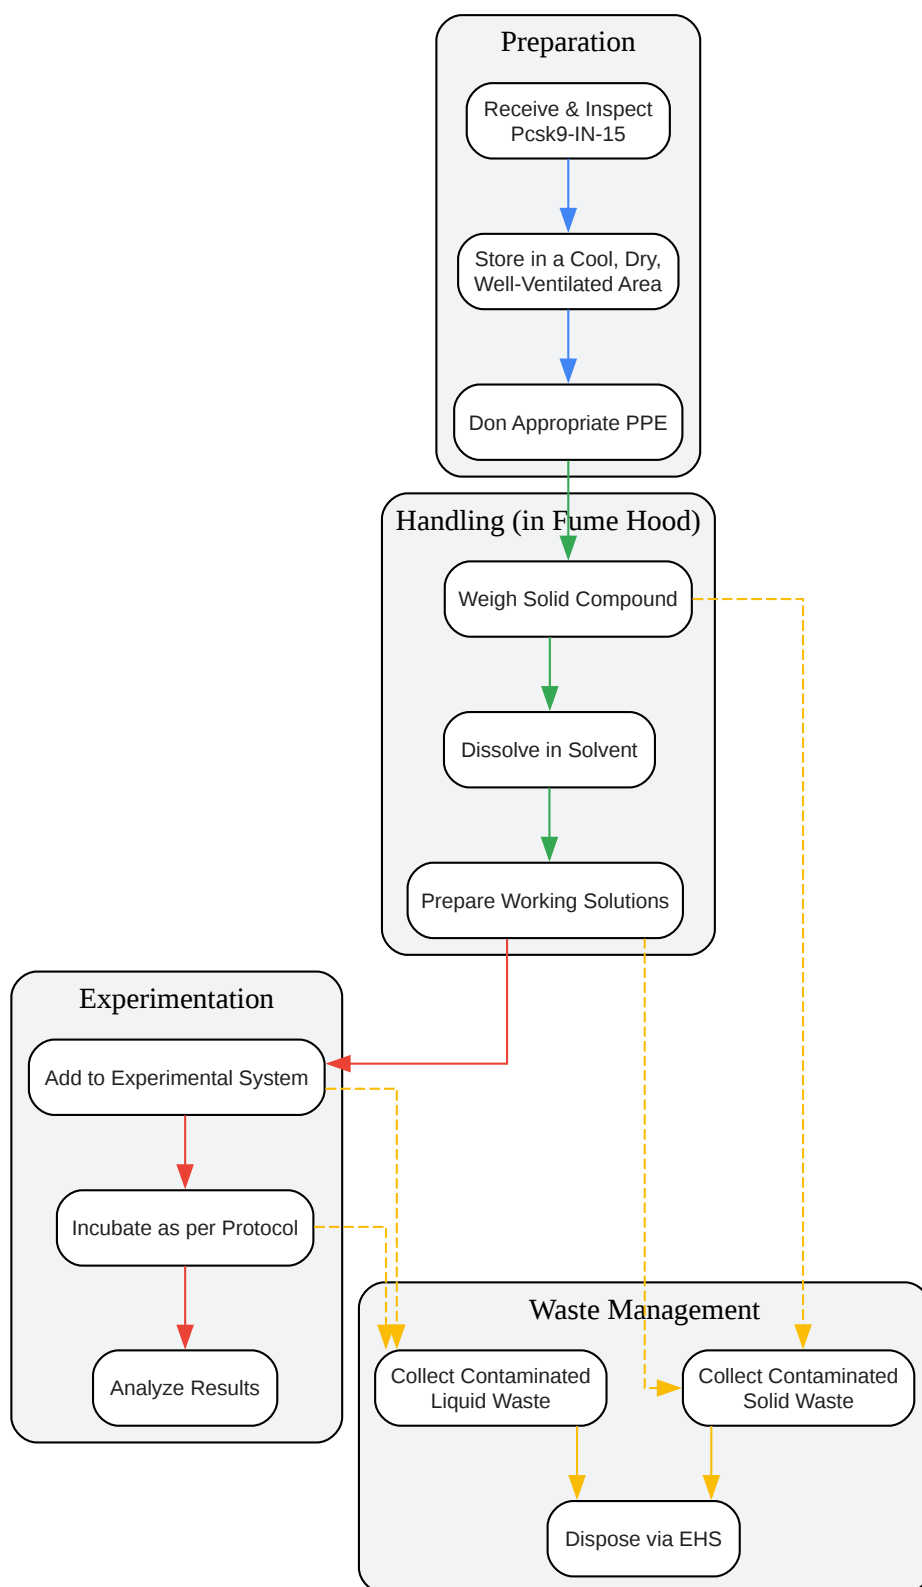 Preparation
Receive & Inspect
Pcsk9-IN-15
Store in a Cool, Dry,
Well-Ventilated Area
Don Appropriate PPE
Handling (in Fume Hood)
Weigh Solid Compound
Dissolve in Solvent
Prepare Working Solutions
Experimentation
Add to Experimental System
Incubate as per Protocol
Analyze Results
Waste Management
Collect Contaminated
Liquid Waste
Collect Contaminated
Solid Waste
Dispose via EHS